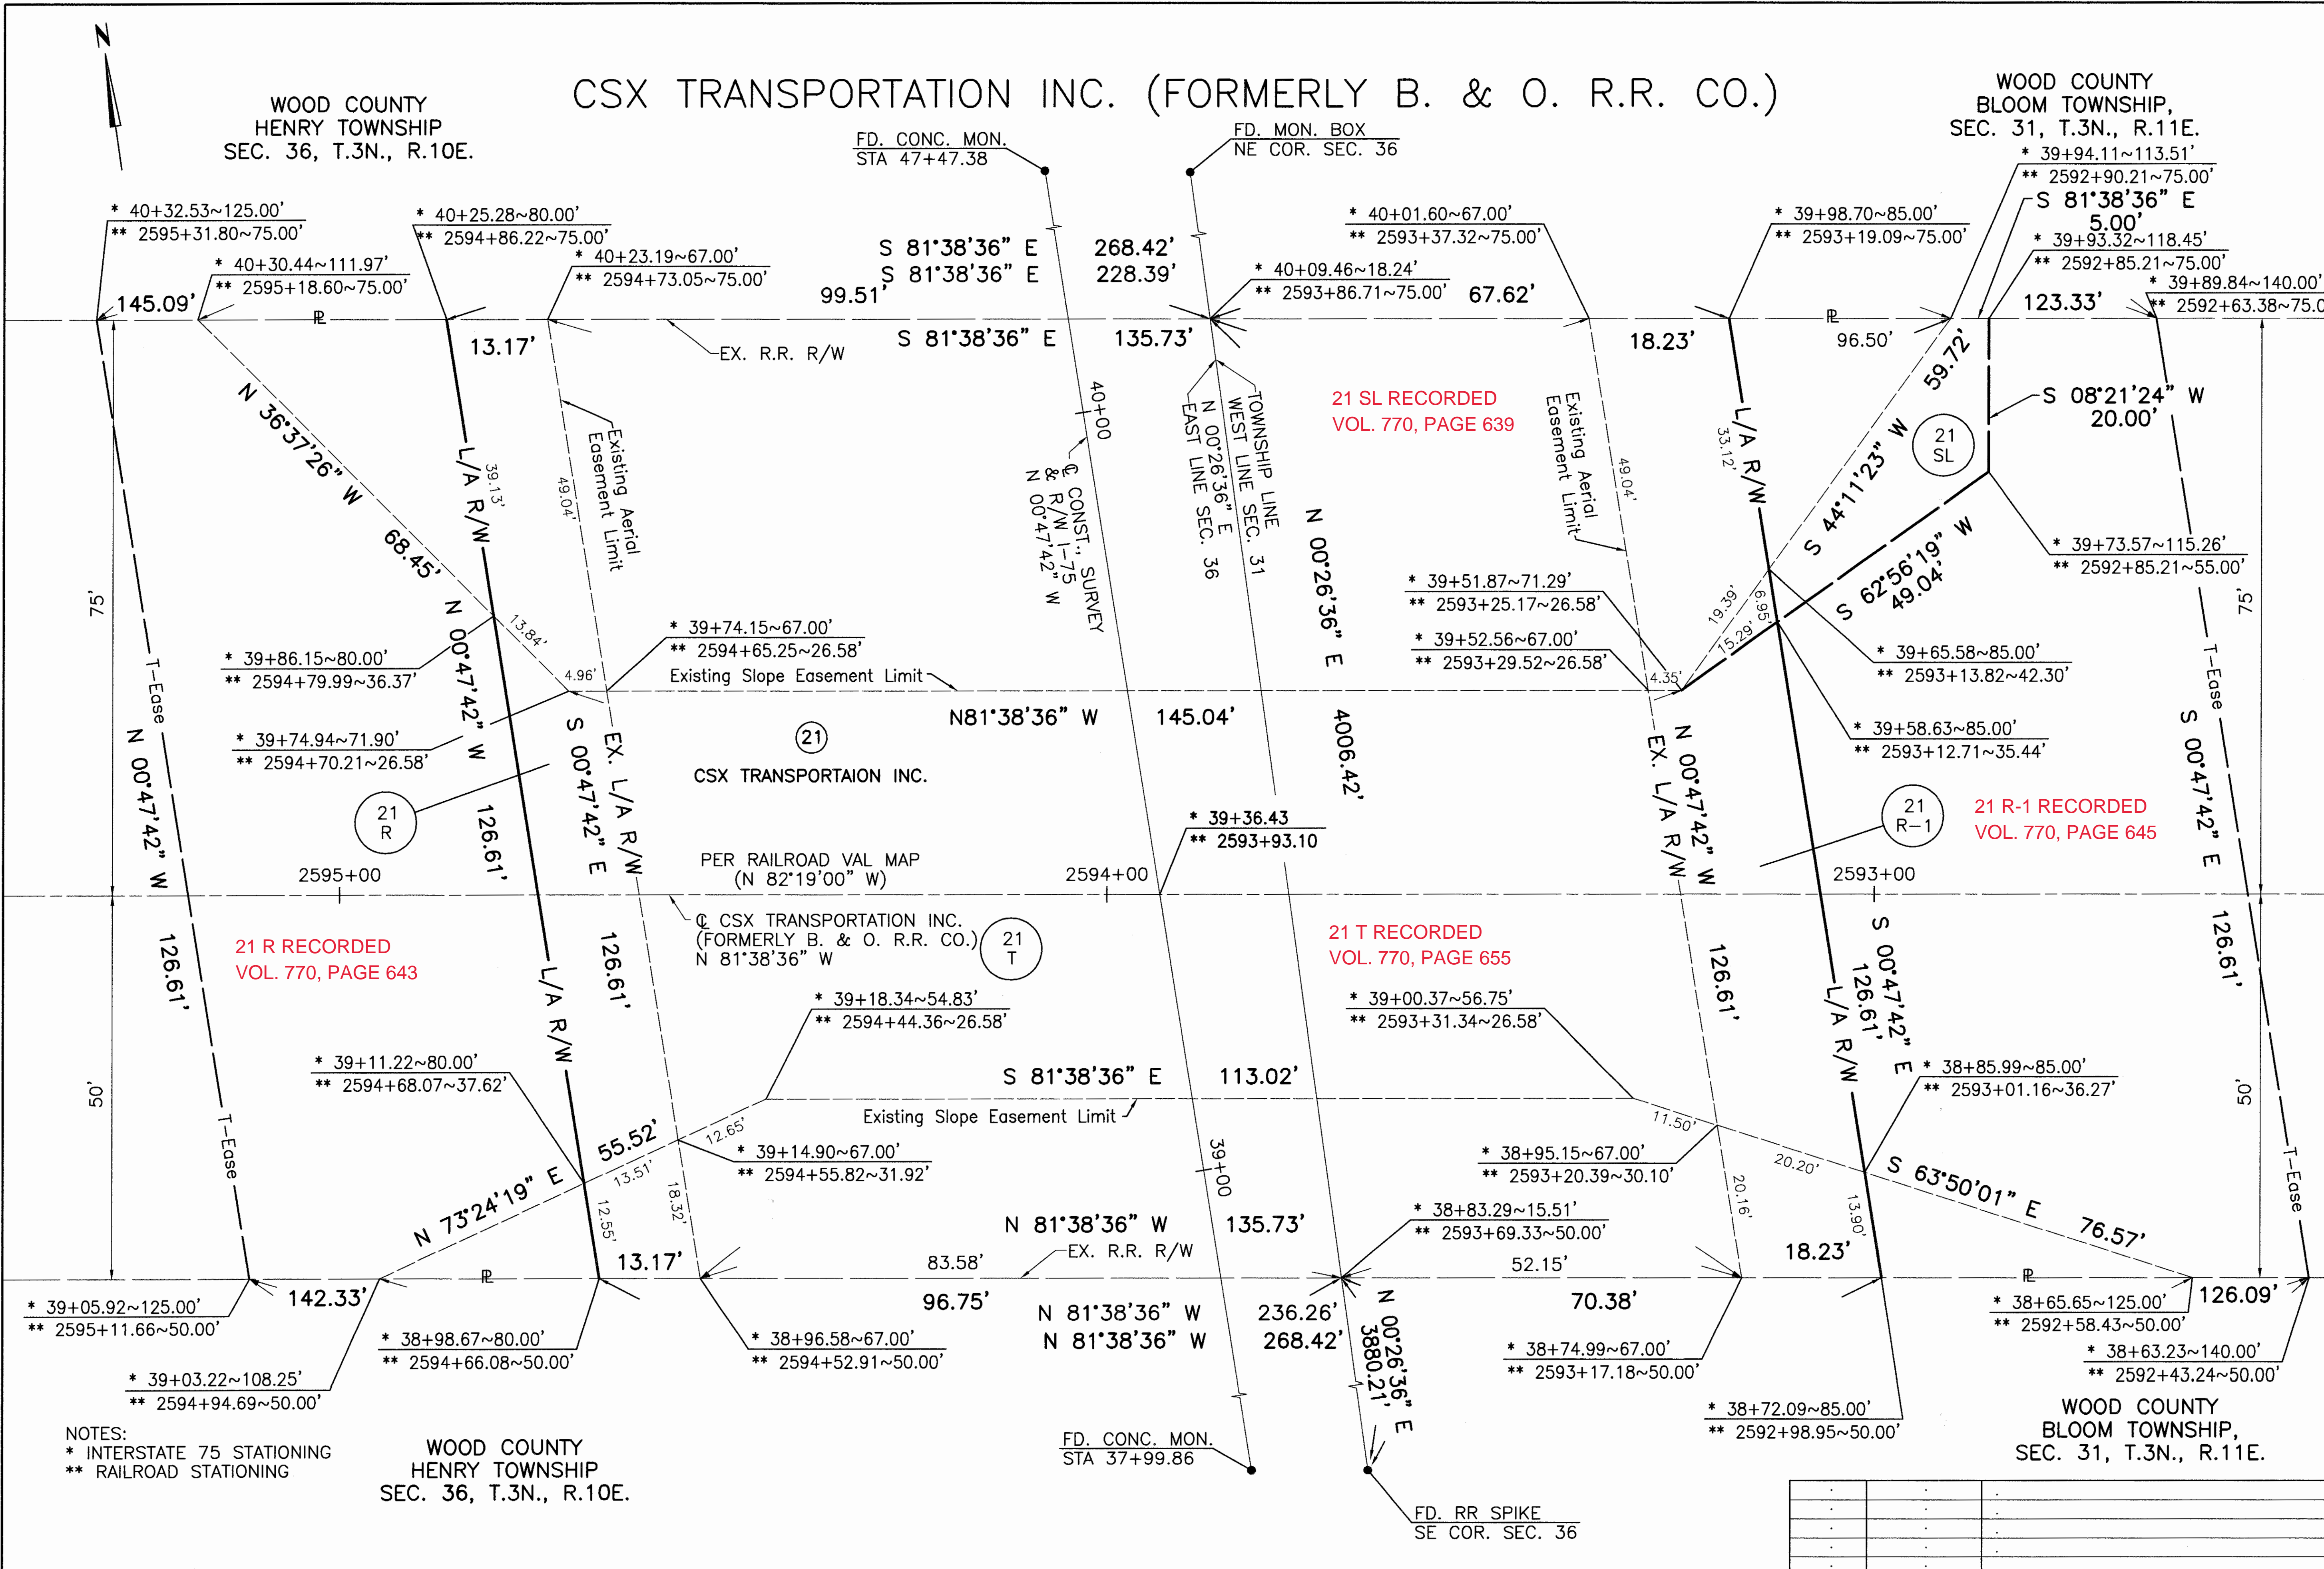 N
CSX TRANSPORTATION INC. (FORMERLY B. & O. R.R. CO.)
WOOD COUNTY
HENRY TOWNSHIP
SEC. 36, T.3N., R.10E.
WOOD COUNTY
BLOOM TOWNSHIP,
SEC. 31, T.3N., R.11E.
FD. CONC. MON.
STA 47+47.38
FD. MON. BOX
NE COR. SEC. 36
* 39+94.11~113.51'
** 2592+90.21~75.00'
S 81°38'36" E
5.00'
* 39+93.32~118.45'
** 2592+85.21~75.00'
* 39+89.84~140.00'
** 2592+63.38~75.0
* 40+32.53~125.00'
** 2595+31.80~75.00'
* 40+30.44~111.97'
** 2595+18.60~75.00'
* 40+25.28~80.00'
** 2594+86.22~75.00'
* 40+23.19~67.00'
** 2594+73.05~75.00'
S 81°38'36" E 268.42'
S 81°38'36" E 228.39'
* 40+01.60~67.00'
** 2593+37.32~75.00'
* 39+98.70~85.00'
** 2593+19.09~75.00'
* 40+09.46~18.24'
** 2593+86.71~75.00'
145.09'
99.51'
67.62'
123.33'
℄
℄
13.17'
EX. R.R. R/W
S 81°38'36" E 135.73'
18.23'
96.50'
59.72'
N 36°37'26" W
68.45'
L/A R/W
39.13'
49.04'
Existing Aerial
Easement Limit
40+00
℄ CONST., SURVEY
& R/W I-75
N 00°47'42" W
TOWNSHIP LINE
WEST LINE SEC. 31
N 00°26'36" E
EAST LINE SEC. 36
21 SL RECORDED
VOL. 770, PAGE 639
Existing Aerial
Easement Limit
49.04'
33.12'
L/A R/W
S 44°11'23" W
21
SL
S 08°21'24" W
20.00'
* 39+73.57~115.26'
** 2592+85.21~55.00'
S 62°56'19" W
49.04'
19.39'
6.95'
15.29'
N 00°26'36" E
4006.42'
* 39+51.87~71.29'
** 2593+25.17~26.58'
* 39+52.56~67.00'
** 2593+29.52~26.58'
4.35'
* 39+65.58~85.00'
** 2593+13.82~42.30'
* 39+58.63~85.00'
** 2593+12.71~35.44'
75'
75'
T-Ease
N 00°47'42" W
* 39+86.15~80.00'
** 2594+79.99~36.37'
13.84'
4.96'
* 39+74.15~67.00'
** 2594+65.25~26.58'
Existing Slope Easement Limit
N81°38'36" W 145.04'
* 39+74.94~71.90'
** 2594+70.21~26.58'
N 00°47'42" W
126.61'
S 00°47'42" E
EX. L/A R/W
21
CSX TRANSPORTAION INC.
21
R
* 39+36.43
** 2593+93.10
N 00°47'42" W
EX. L/A R/W
21
R-1
21 R-1 RECORDED
VOL. 770, PAGE 645
T-Ease
S 00°47'42" E
PER RAILROAD VAL MAP
(N 82°19'00" W)
2595+00
2594+00
2593+00
℄ CSX TRANSPORTATION INC.
(FORMERLY B. & O. R.R. CO.)
N 81°38'36" W
21
T
21 R RECORDED
VOL. 770, PAGE 643
21 T RECORDED
VOL. 770, PAGE 655
126.61'
126.61'
126.61'
S 00°47'42" E
126.61'
126.61'
L/A R/W
L/A R/W
* 39+18.34~54.83'
** 2594+44.36~26.58'
* 39+00.37~56.75'
** 2593+31.34~26.58'
* 39+11.22~80.00'
** 2594+68.07~37.62'
S 81°38'36" E 113.02'
Existing Slope Easement Limit
* 38+85.99~85.00'
** 2593+01.16~36.27'
50'
50'
T-Ease
T-Ease
N 73°24'19" E
55.52'
12.65'
13.51'
12.55'
18.32'
* 39+14.90~67.00'
** 2594+55.82~31.92'
39+00
11.50'
* 38+95.15~67.00'
** 2593+20.39~30.10'
20.20'
20.16'
13.90'
S 63°50'01" E
76.57'
N 81°38'36" W 135.73'
* 38+83.29~15.51'
** 2593+69.33~50.00'
13.17'
83.58'
EX. R.R. R/W
52.15'
18.23'
℄
℄
* 39+05.92~125.00'
** 2595+11.66~50.00'
142.33'
96.75'
N 81°38'36" W 236.26'
N 81°38'36" W 268.42'
70.38'
N 00°26'36" E
3880.21'
* 38+65.65~125.00'
** 2592+58.43~50.00'
126.09'
* 38+98.67~80.00'
** 2594+66.08~50.00'
* 38+96.58~67.00'
** 2594+52.91~50.00'
* 38+74.99~67.00'
** 2593+17.18~50.00'
* 38+63.23~140.00'
** 2592+43.24~50.00'
* 39+03.22~108.25'
** 2594+94.69~50.00'
* 38+72.09~85.00'
** 2592+98.95~50.00'
NOTES:
* INTERSTATE 75 STATIONING
** RAILROAD STATIONING
WOOD COUNTY
HENRY TOWNSHIP
SEC. 36, T.3N., R.10E.
FD. CONC. MON.
STA 37+99.86
FD. RR SPIKE
SE COR. SEC. 36
WOOD COUNTY
BLOOM TOWNSHIP,
SEC. 31, T.3N., R.11E.